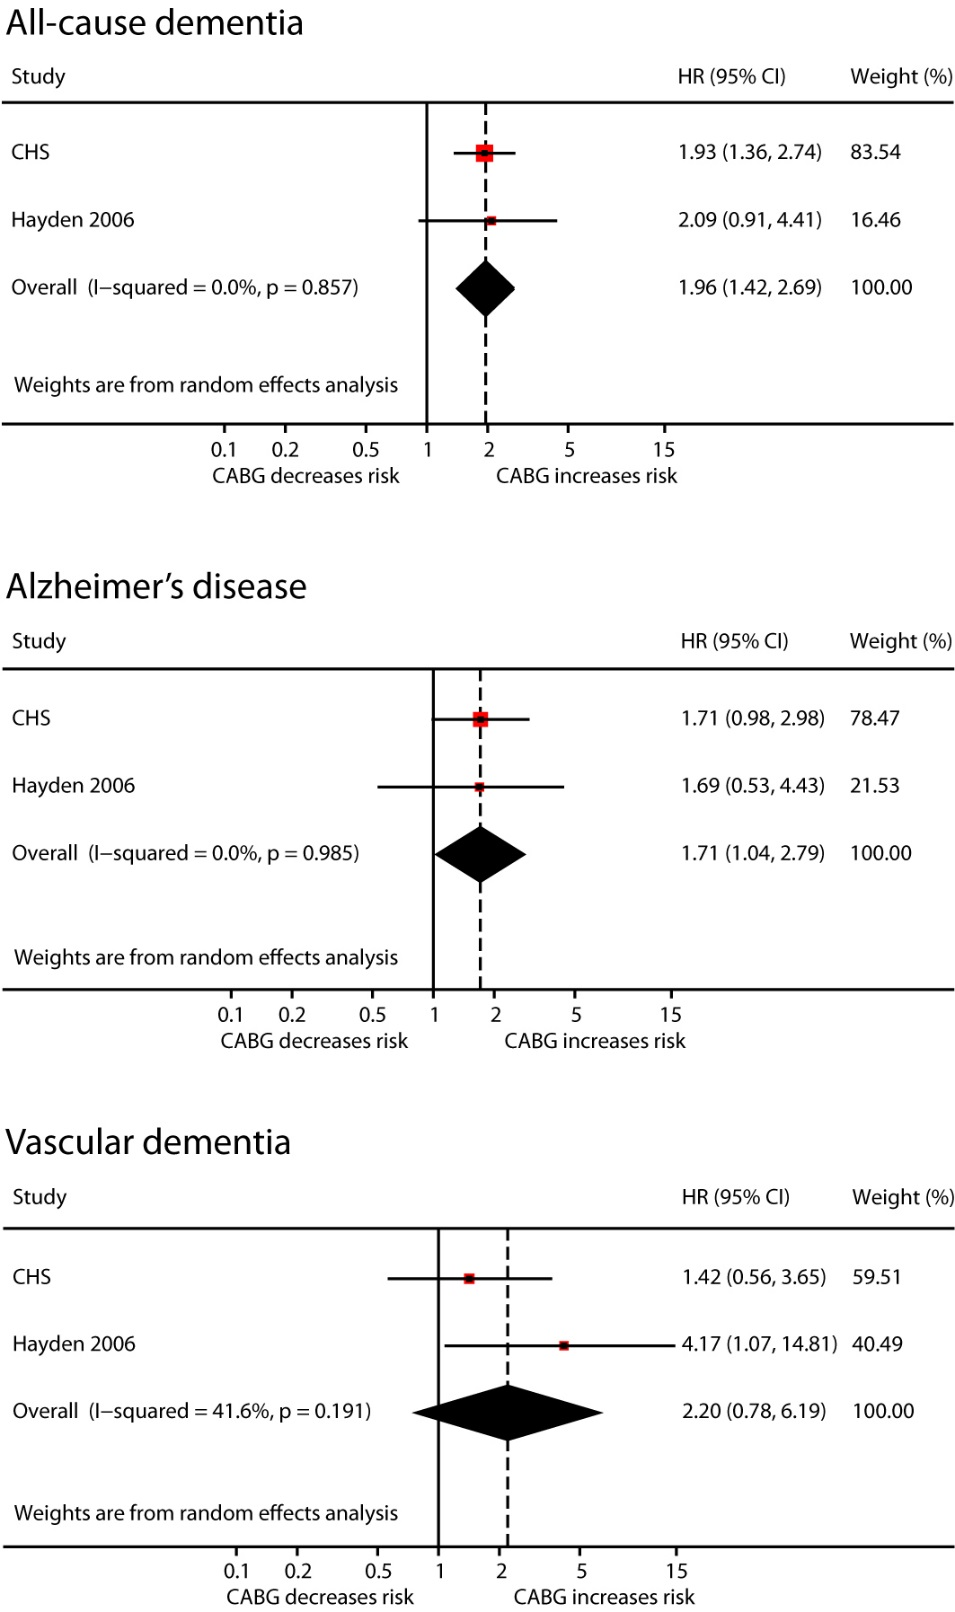 All-cause dementia
Study HR (95% CI) Weight (%)
CHS 1.93 (1.36, 2.74) 83.54
Hayden 2006 2.09 (0.91, 4.41) 16.46
Overall (I−squared = 0.0%, p = 0.857) 1.96 (1.42, 2.69) 100.00
Weights are from random effects analysis
0.1 0.2 0.5 1 2 5 15
CABG decreases risk CABG increases risk
Alzheimer’s disease
Study HR (95% CI) Weight (%)
CHS 1.71 (0.98, 2.98) 78.47
Hayden 2006 1.69 (0.53, 4.43) 21.53
Overall (I−squared = 0.0%, p = 0.985) 1.71 (1.04, 2.79) 100.00
Weights are from random effects analysis
0.1 0.2 0.5 1 2 5 15
CABG decreases risk CABG increases risk
Vascular dementia
Study HR (95% CI) Weight (%)
CHS 1.42 (0.56, 3.65) 59.51
Hayden 2006 4.17 (1.07, 14.81) 40.49
Overall (I−squared = 41.6%, p = 0.191) 2.20 (0.78, 6.19) 100.00
Weights are from random effects analysis
0.1 0.2 0.5 1 2 5 15
CABG decreases risk CABG increases risk